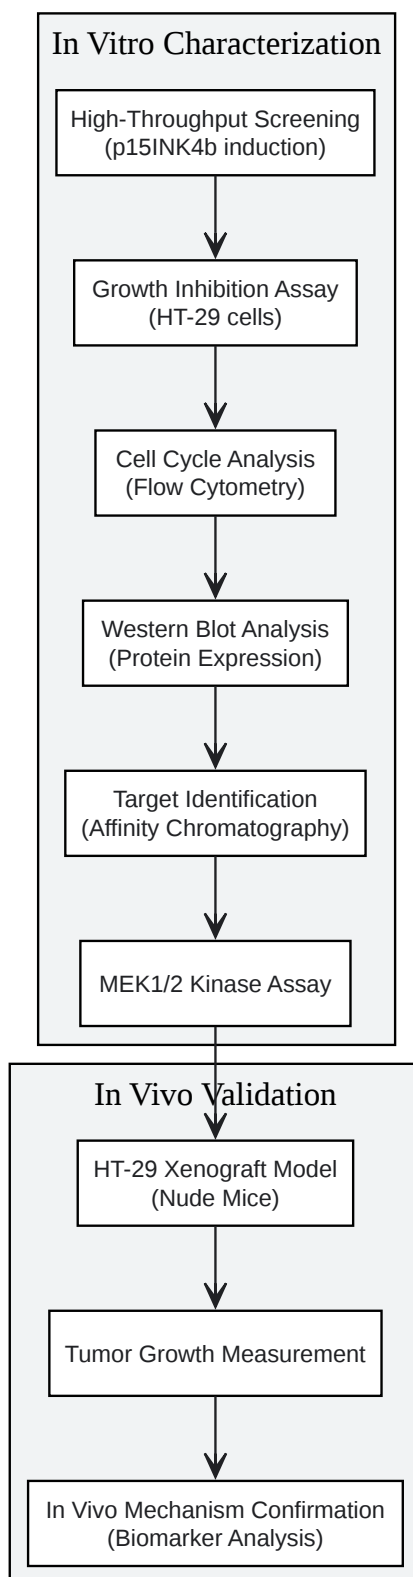 In Vitro Characterization
High-Throughput Screening
(p15INK4b induction)
Growth Inhibition Assay
(HT-29 cells)
Cell Cycle Analysis
(Flow Cytometry)
Western Blot Analysis
(Protein Expression)
Target Identification
(Affinity Chromatography)
MEK1/2 Kinase Assay
In Vivo Validation
HT-29 Xenograft Model
(Nude Mice)
Tumor Growth Measurement
In Vivo Mechanism Confirmation
(Biomarker Analysis)